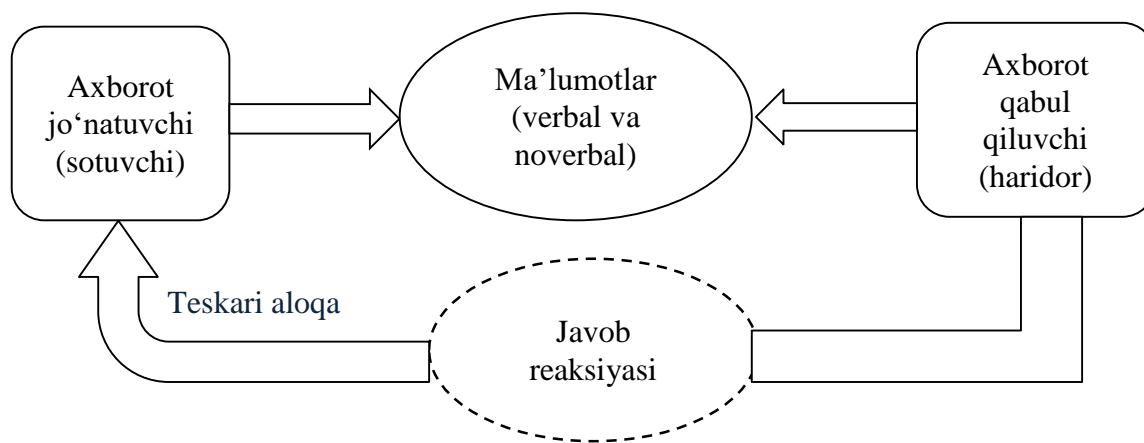 Axborot
jo‘natuvchi
(sotuvchi)
Ma’lumotlar
(verbal va
noverbal)
Axborot
qabul
qiluvchi
(haridor)
Teskari aloqa
Javob
reaksiyasi